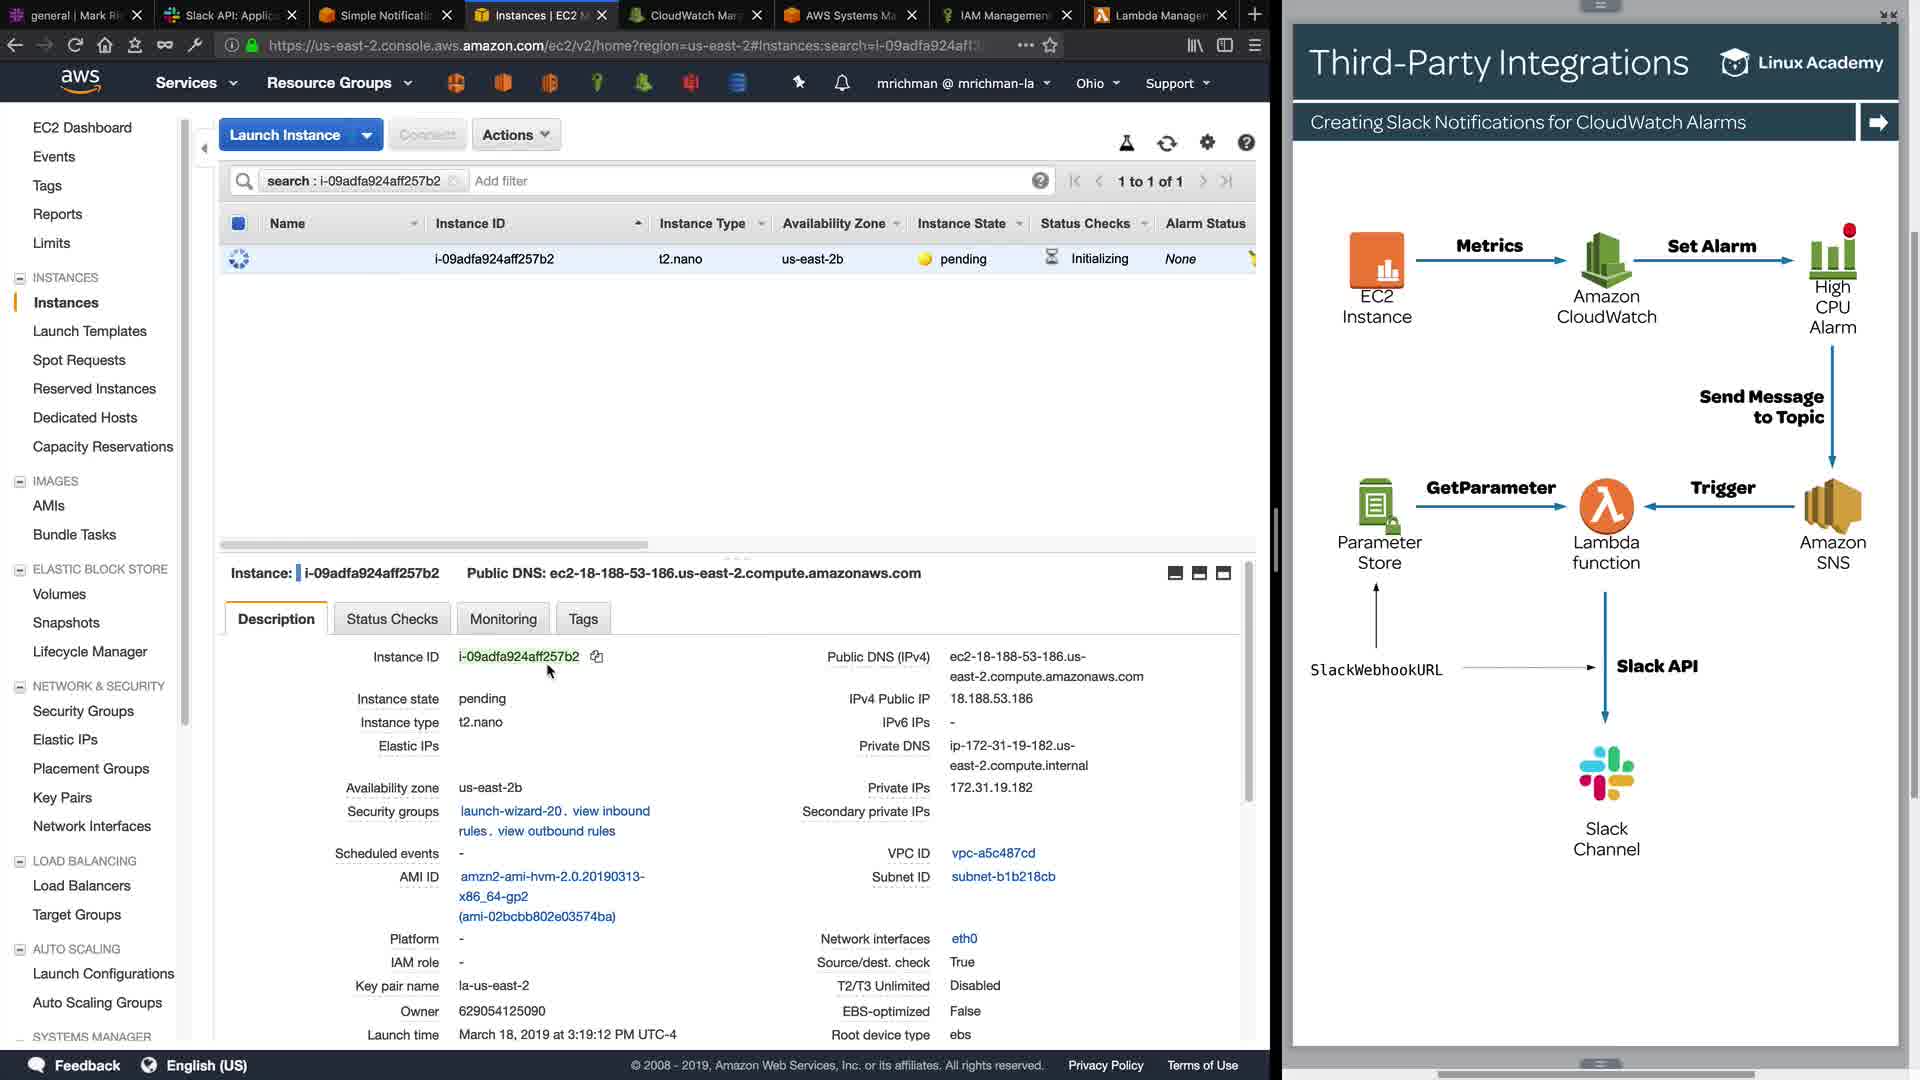 general | Mark Ri
Slack API: Applic
Simple Notificati
Instances | EC2 M
CloudWatch Man
AWS Systems Ma
IAM Management
Lambda Manager
https://us-east-2.console.aws.amazon.com/ec2/v2/home?region=us-east-2#Instances:search=i-09adfa924aff
aws
Services
Resource Groups
mrichman @ mrichman-la
Ohio
Support
EC2 Dashboard
Events
Tags
Reports
Limits
INSTANCES
Instances
Launch Templates
Spot Requests
Reserved Instances
Dedicated Hosts
Capacity Reservations
IMAGES
AMIs
Bundle Tasks
ELASTIC BLOCK STORE
Volumes
Snapshots
Lifecycle Manager
NETWORK & SECURITY
Security Groups
Elastic IPs
Placement Groups
Key Pairs
Network Interfaces
LOAD BALANCING
Load Balancers
Target Groups
AUTO SCALING
Launch Configurations
Auto Scaling Groups
SYSTEMS MANAGER
Launch Instance
Connect
Actions
search : i-09adfa924aff257b2
Add filter
1 to 1 of 1
Name Instance ID Instance Type Availability Zone Instance State Status Checks Alarm Status
i-09adfa924aff257b2 t2.nano us-east-2b pending Initializing None
Instance: i-09adfa924aff257b2 Public DNS: ec2-18-188-53-186.us-east-2.compute.amazonaws.com
Description Status Checks Monitoring Tags
Instance ID i-09adfa924aff257b2
Instance state pending
Instance type t2.nano
Elastic IPs
Availability zone us-east-2b
Security groups launch-wizard-20. view inbound
rules. view outbound rules
Scheduled events -
AMI ID amzn2-ami-hvm-2.0.20190313-
x86_64-gp2
(ami-02bcbb802e03574ba)
Platform -
IAM role -
Key pair name la-us-east-2
Owner 629054125090
Launch time March 18, 2019 at 3:19:12 PM UTC-4
Public DNS (IPv4) ec2-18-188-53-186.us-
east-2.compute.amazonaws.com
IPv4 Public IP 18.188.53.186
IPv6 IPs -
Private DNS ip-172-31-19-182.us-
east-2.compute.internal
Private IPs 172.31.19.182
Secondary private IPs
VPC ID vpc-a5c487cd
Subnet ID subnet-b1b218cb
Network interfaces eth0
Source/dest. check True
T2/T3 Unlimited Disabled
EBS-optimized False
Root device type ebs
Feedback
English (US)
© 2008 - 2019, Amazon Web Services, Inc. or its affiliates. All rights reserved.
Privacy Policy
Terms of Use
Third-Party Integrations
Linux Academy
Creating Slack Notifications for CloudWatch Alarms
Metrics
Set Alarm
EC2
Instance
Amazon
CloudWatch
High
CPU
Alarm
Send Message
to Topic
GetParameter
Trigger
Parameter
Store
Lambda
function
Amazon
SNS
SlackWebhookURL
Slack API
Slack
Channel